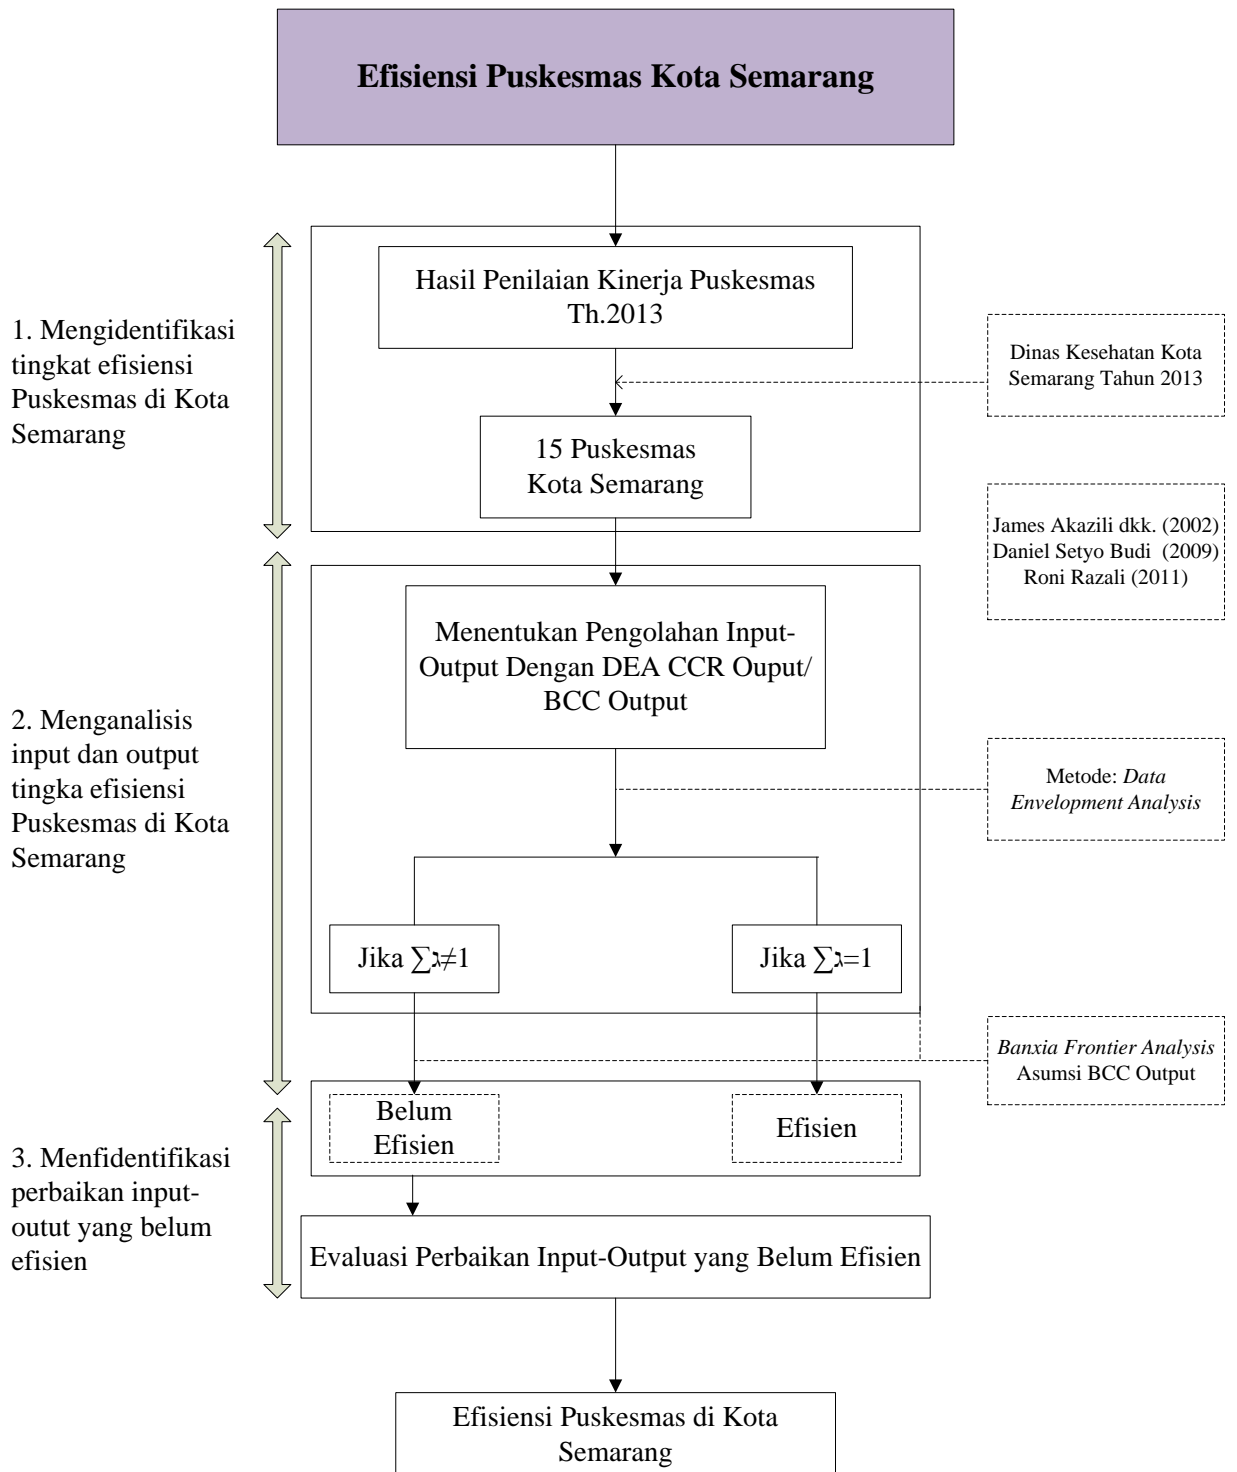 Efisiensi Puskesmas Kota Semarang
1. Mengidentifikasi
tingkat efisiensi
Puskesmas di Kota
Semarang
Hasil Penilaian Kinerja Puskesmas
Th.2013
Dinas Kesehatan Kota
Semarang Tahun 2013
15 Puskesmas
Kota Semarang
James Akazili dkk. (2002)
Daniel Setyo Budi (2009)
Roni Razali (2011)
2. Menganalisis
input dan output
tingka efisiensi
Puskesmas di Kota
Semarang
Menentukan Pengolahan Input-
Output Dengan DEA CCR Ouput/
BCC Output
Metode: Data
Envelopment Analysis
Jika ∑ג≠1
Jika ∑ג=1
Banxia Frontier Analysis
Asumsi BCC Output
3. Menfidentifikasi
perbaikan input-
outut yang belum
efisien
Belum
Efisien
Efisien
Evaluasi Perbaikan Input-Output yang Belum Efisien
Efisiensi Puskesmas di Kota
Semarang